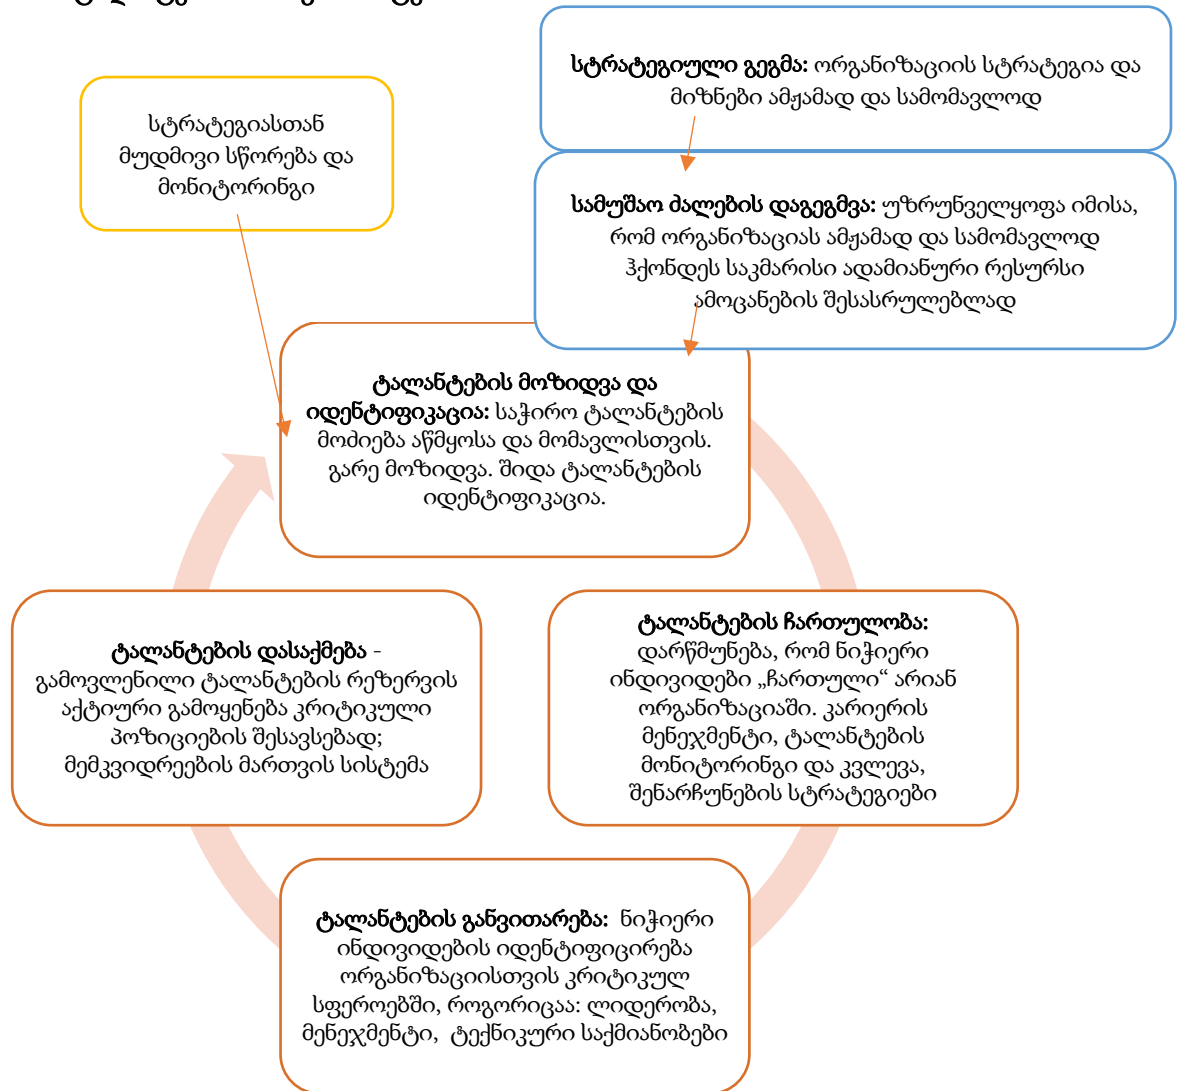 სტრატეგიული გეგმა: ორგანიზაციის სტრატეგია და
მიზნები ამჟამად და სამომავლოდ
სტრატეგიასთან
მუდმივი სწორება და
მონიტორინგი
სამუშაო ძალების დაგეგმვა: უზრუნველყოფა იმისა,
რომ ორგანიზაციას ამჟამად და სამომავლოდ
ჰქონდეს საკმარისი ადამიანური რესურსი
ამოცანების შესასრულებლად
ტალანტების მოზიდვა და
იდენტიფიკაცია: საჭირო ტალანტების
მოძიება აწმყოსა და მომავლისთვის.
გარე მოზიდვა. შიდა ტალანტების
იდენტიფიკაცია.
ტალანტების ჩართულობა:
დარწმუნება, რომ ნიჭიერი
ინდივიდები „ჩართული“ არიან
ორგანიზაციაში. კარიერის
მენეჯმენტი, ტალანტების
მონიტორინგი და კვლევა,
შენარჩუნების სტრატეგიები
ტალანტების დასაქმება -
გამოვლენილი ტალანტების რეზერვის
აქტიური გამოყენება კრიტიკული
პოზიციების შესავსებად;
მემკვიდრეების მართვის სისტემა
ტალანტების განვითარება: ნიჭიერი
ინდივიდების იდენტიფიცირება
ორგანიზაციისთვის კრიტიკულ
სფეროებში, როგორიცაა: ლიდერობა,
მენეჯმენტი, ტექნიკური საქმიანობები